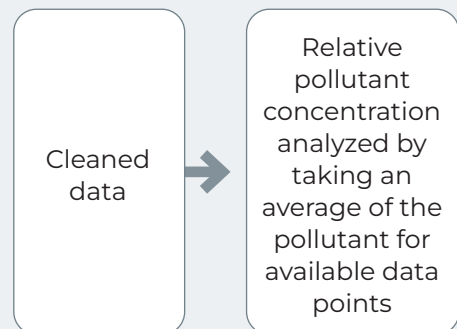 Cleaned
data
Relative
pollutant
concentration
analyzed by
taking an
average of the
pollutant for
available data
points